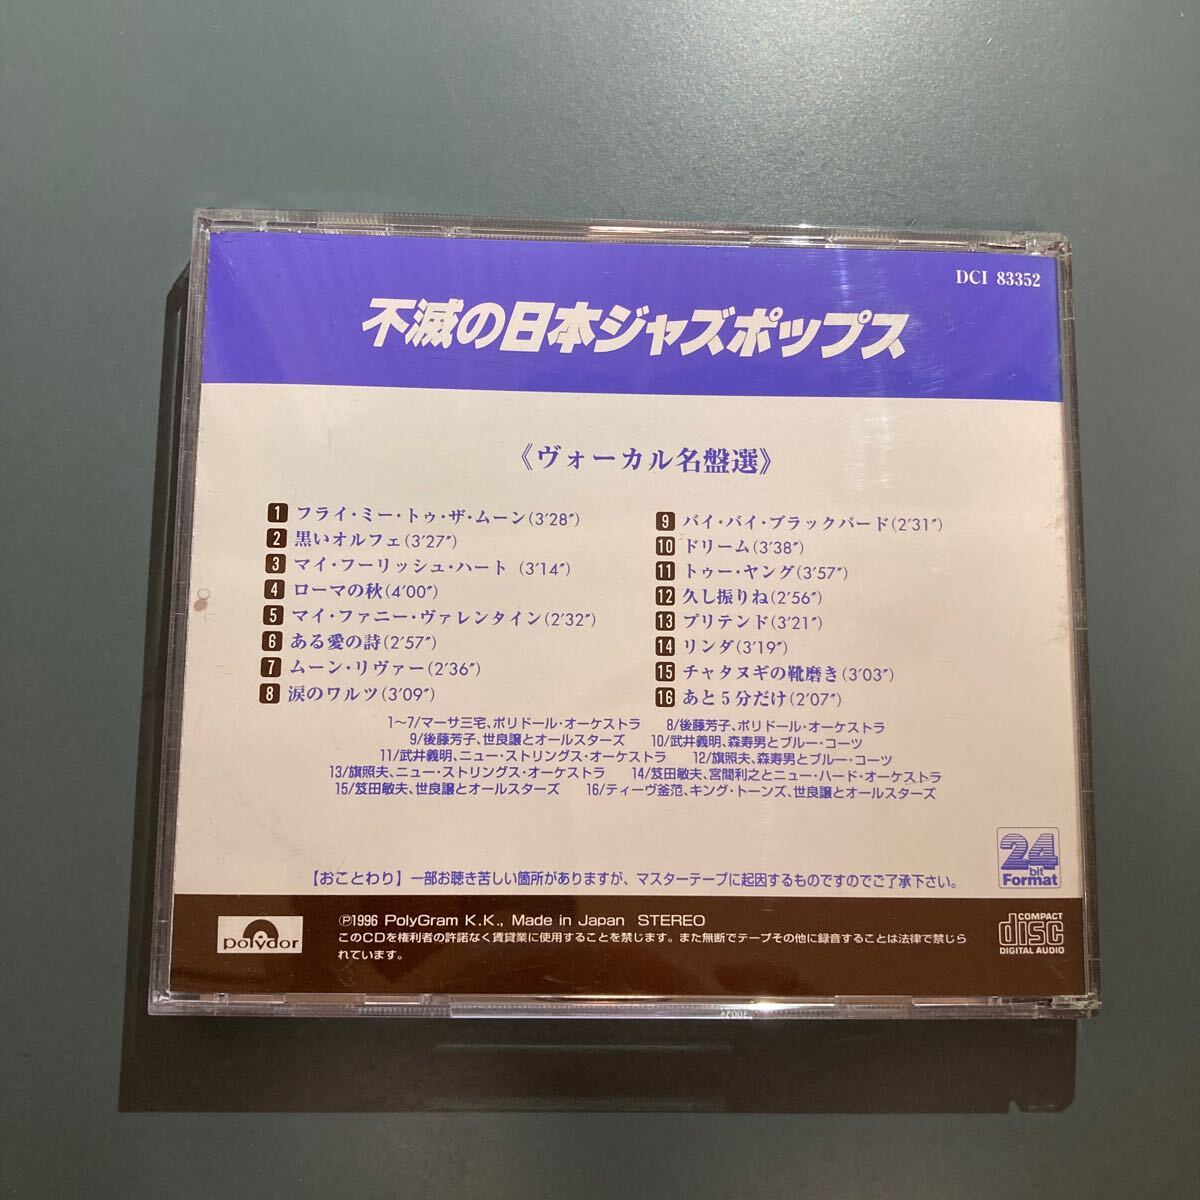 DCI 83352
不滅の日本ジャズポップス
《ヴォーカル名盤選》
1 フライ・ミー・トゥ・ザ・ムーン(3′28″)
2 黒いオルフェ(3′27″)
3 マイ・フーリッシュ・ハート (3′14″)
4 ローマの秋(4′00″)
5 マイ・ファニー・ヴァレンタイン(2′32″)
6 ある愛の詩(2′57″)
7 ムーン・リヴァー(2′36″)
8 涙のワルツ(3′09″)
9 バイ・バイ・ブラックバード(2′31″)
10 ドリーム(3′38″)
11 トゥー・ヤング(3′57″)
12 久し振りね(2′56″)
13 プリテンド(3′21″)
14 リンダ(3′19″)
15 チャタヌギの靴磨き(3′03″)
16 あと5分だけ(2′07″)
1〜7/マーサ三宅、ポリドール・オーケストラ 8/後藤芳子、ポリドール・オーケストラ
9/後藤芳子、世良譲とオールスターズ 10/武井義明、森寿男とブルー・コーツ
11/武井義明、ニュー・ストリングス・オーケストラ 12/旗照夫、森寿男とブルー・コーツ
13/旗照夫、ニュー・ストリングス・オーケストラ 14/笈田敏夫、宮間利之とニュー・ハード・オーケストラ
15/笈田敏夫、世良譲とオールスターズ 16/ティーヴ釜范、キング・トーンズ、世良譲とオールスターズ
24
bit
Format
【おことわり】一部お聴き苦しい箇所がありますが、マスターテープに起因するものですのでご了承下さい。
polydor
℗1996 PolyGram K.K., Made in Japan STEREO
このCDを権利者の許諾なく賃貸業に使用することを禁じます。また無断でテープその他に録音することは法律で禁じら
れています。
COMPACT
disc
DIGITAL AUDIO